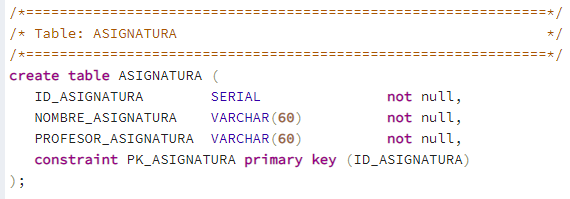 /*==============================================================*/
/* Table: ASIGNATURA                                            */
/*==============================================================*/
create table ASIGNATURA (
   ID_ASIGNATURA        SERIAL               not null,
   NOMBRE_ASIGNATURA    VARCHAR(60)          not null,
   PROFESOR_ASIGNATURA  VARCHAR(60)          not null,
   constraint PK_ASIGNATURA primary key (ID_ASIGNATURA)
);